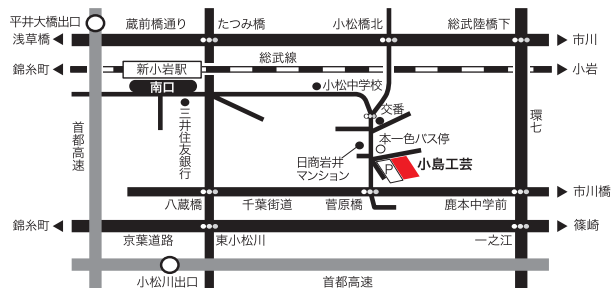 平井大橋出口
蔵前橋通り
たつみ橋
小松橋北
総武陸橋下
浅草橋
市川
総武線
錦糸町
新小岩駅
小岩
南口
小松中学校
三井住友銀行
交番
環七
首都高速
本一色バス停
日商岩井
マンション
P
小島工芸
市川橋
八蔵橋
千葉街道
菅原橋
鹿本中学前
錦糸町
篠崎
京葉道路
東小松川
一之江
小松川出口
首都高速